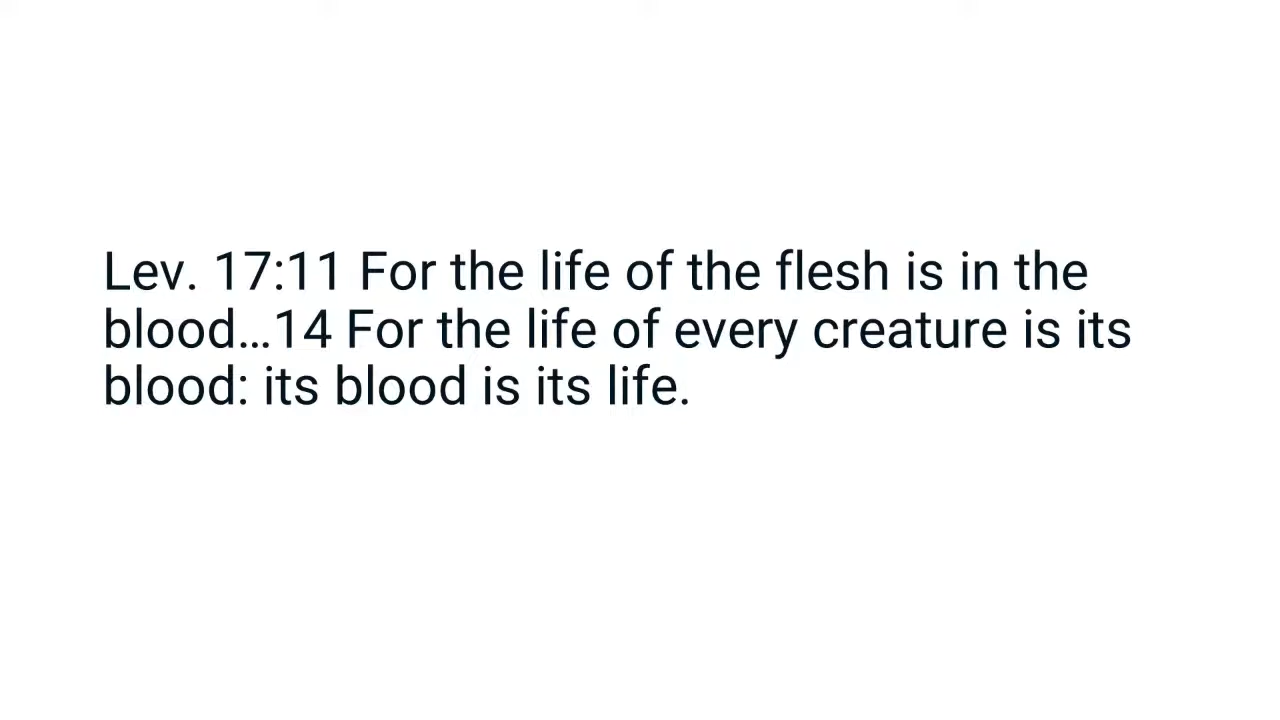 Lev. 17:11 For the life of the flesh is in the
blood…14 For the life of every creature is its
blood: its blood is its life.